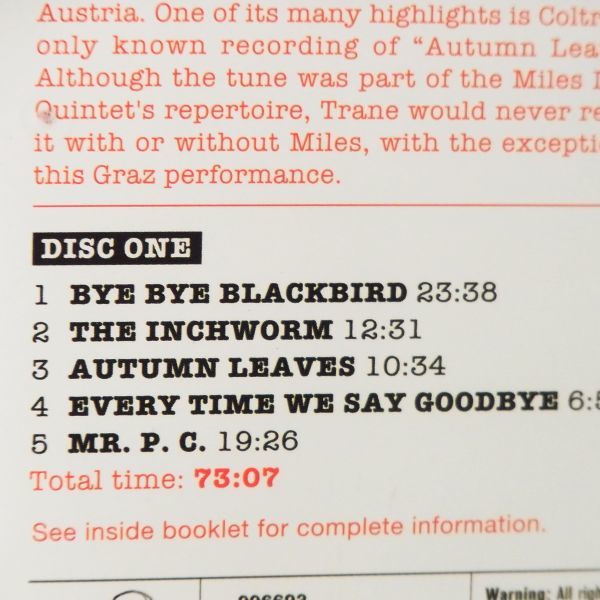 Austria. One of its many highlights is Coltr
only known recording of “Autumn Lea
Although the tune was part of the Miles
Quintet's repertoire, Trane would never re
it with or without Miles, with the excepti
this Graz performance.
DISC ONE
1 BYE BYE BLACKBIRD 23:38
2 THE INCHWORM 12:31
3 AUTUMN LEAVES 10:34
4 EVERY TIME WE SAY GOODBYE 6:5
5 MR. P. C. 19:26
Total time: 73:07
See inside booklet for complete information.
Warning: All righ